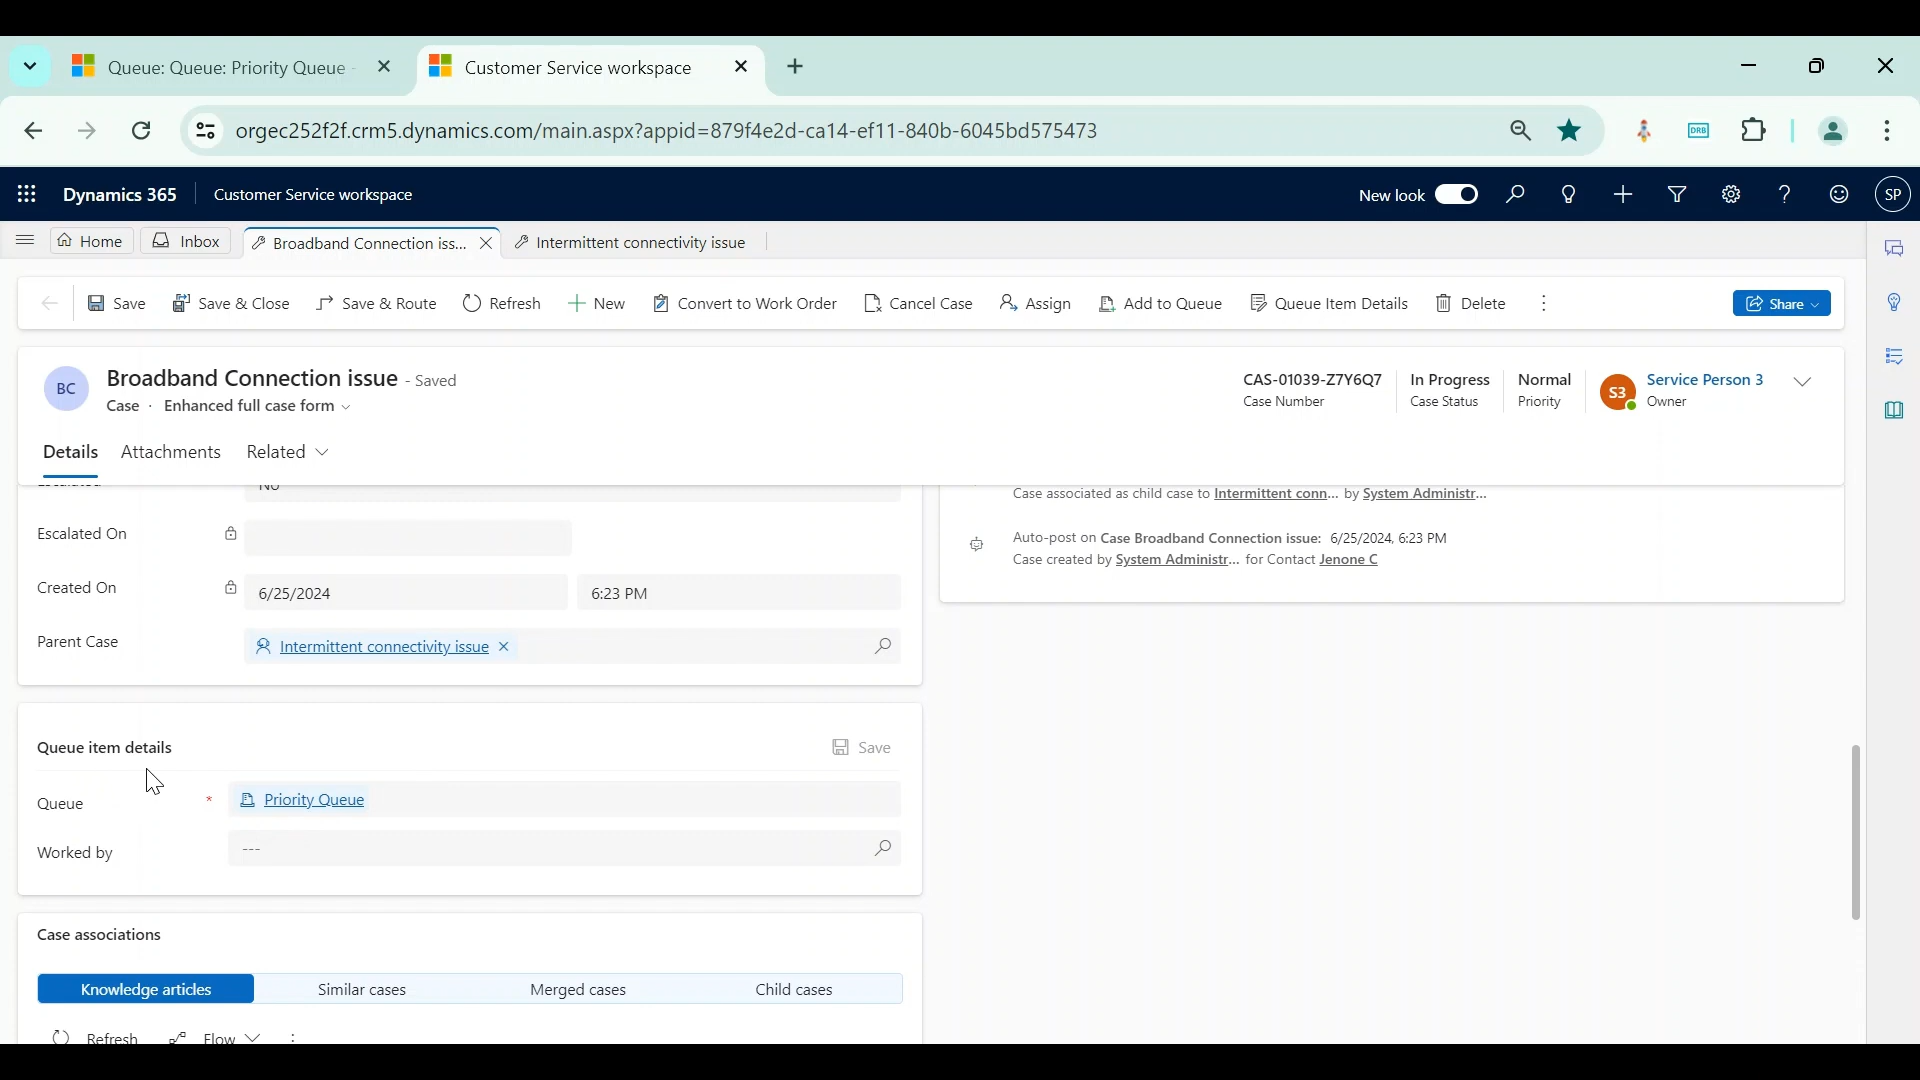 Queue: Queue: Priority Queue -
Customer Service workspace
orgec252f2f.crm5.dynamics.com/main.aspx?appid=879f4e2d-ca14-ef11-840b-6045bd575473
DRB
Dynamics 365
Customer Service workspace
New look
SP
Home
Inbox
Broadband Connection iss...
Intermittent connectivity issue
Save
Save & Close
Save & Route
Refresh
New
Convert to Work Order
Cancel Case
Assign
Add to Queue
Queue Item Details
Delete
Share
BC
Broadband Connection issue - Saved
Case · Enhanced full case form
CAS-01039-Z7Y6Q7
Case Number
In Progress
Case Status
Normal
Priority
S3
Service Person 3
Owner
Details
Attachments
Related
Escalated
No
Escalated On
Created On
6/25/2024
6:23 PM
Parent Case
Intermittent connectivity issue
Case associated as child case to Intermittent conn... by System Administr...
Auto-post on Case Broadband Connection issue: 6/25/2024, 6:23 PM
Case created by System Administr... for Contact Jenone C
Queue item details
Save
Queue
*
Priority Queue
Worked by
---
Case associations
Knowledge articles
Similar cases
Merged cases
Child cases
Refresh
Flow